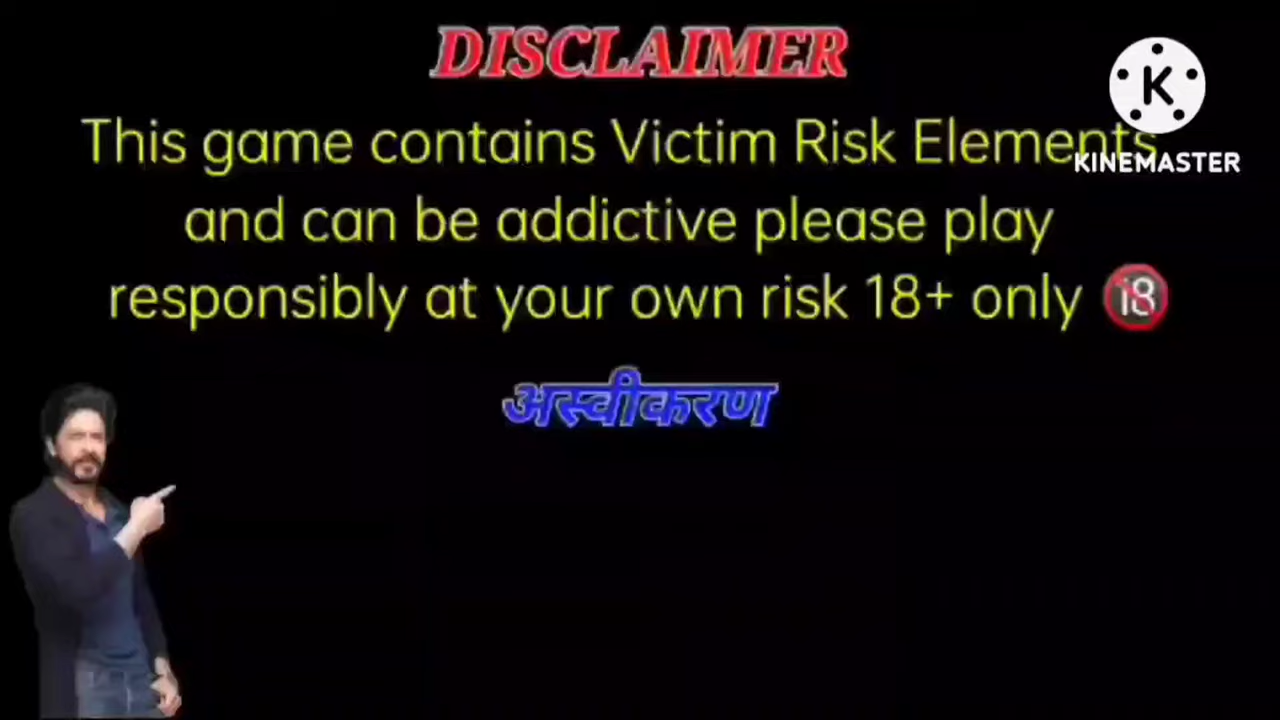 DISCLAIMER
This game contains Victim Risk Elements
and can be addictive please play
responsibly at your own risk 18+ only 🔞
अस्वीकरण
K
KINEMASTER